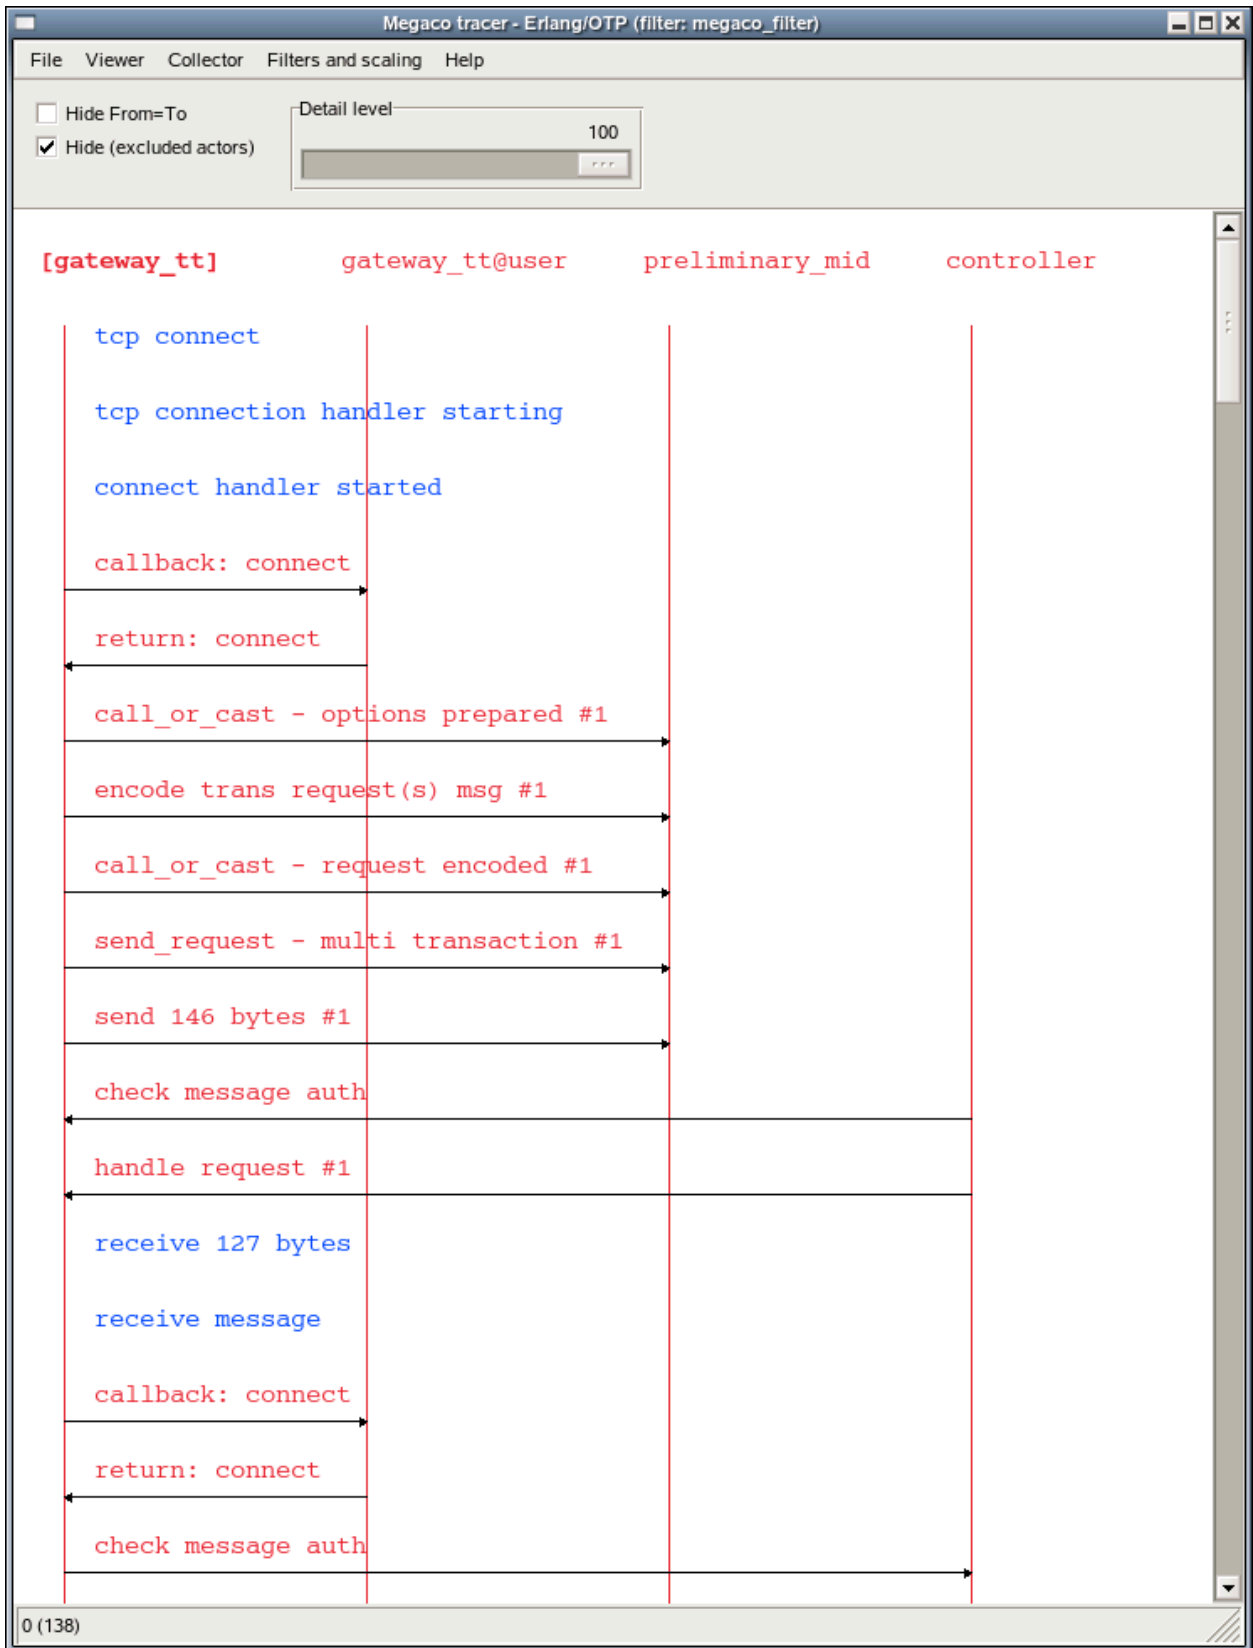 Megaco tracer - Erlang/OTP (filter: megaco_filter)
File Viewer Collector Filters and scaling Help
Hide From=To
Hide (excluded actors)
Detail level
100
[gateway_tt] gateway_tt@user preliminary_mid controller
tcp connect
tcp connection handler starting
connect handler started
callback: connect
return: connect
call_or_cast - options prepared #1
encode trans request(s) msg #1
call_or_cast - request encoded #1
send_request - multi transaction #1
send 146 bytes #1
check message auth
handle request #1
receive 127 bytes
receive message
callback: connect
return: connect
check message auth
0 (138)